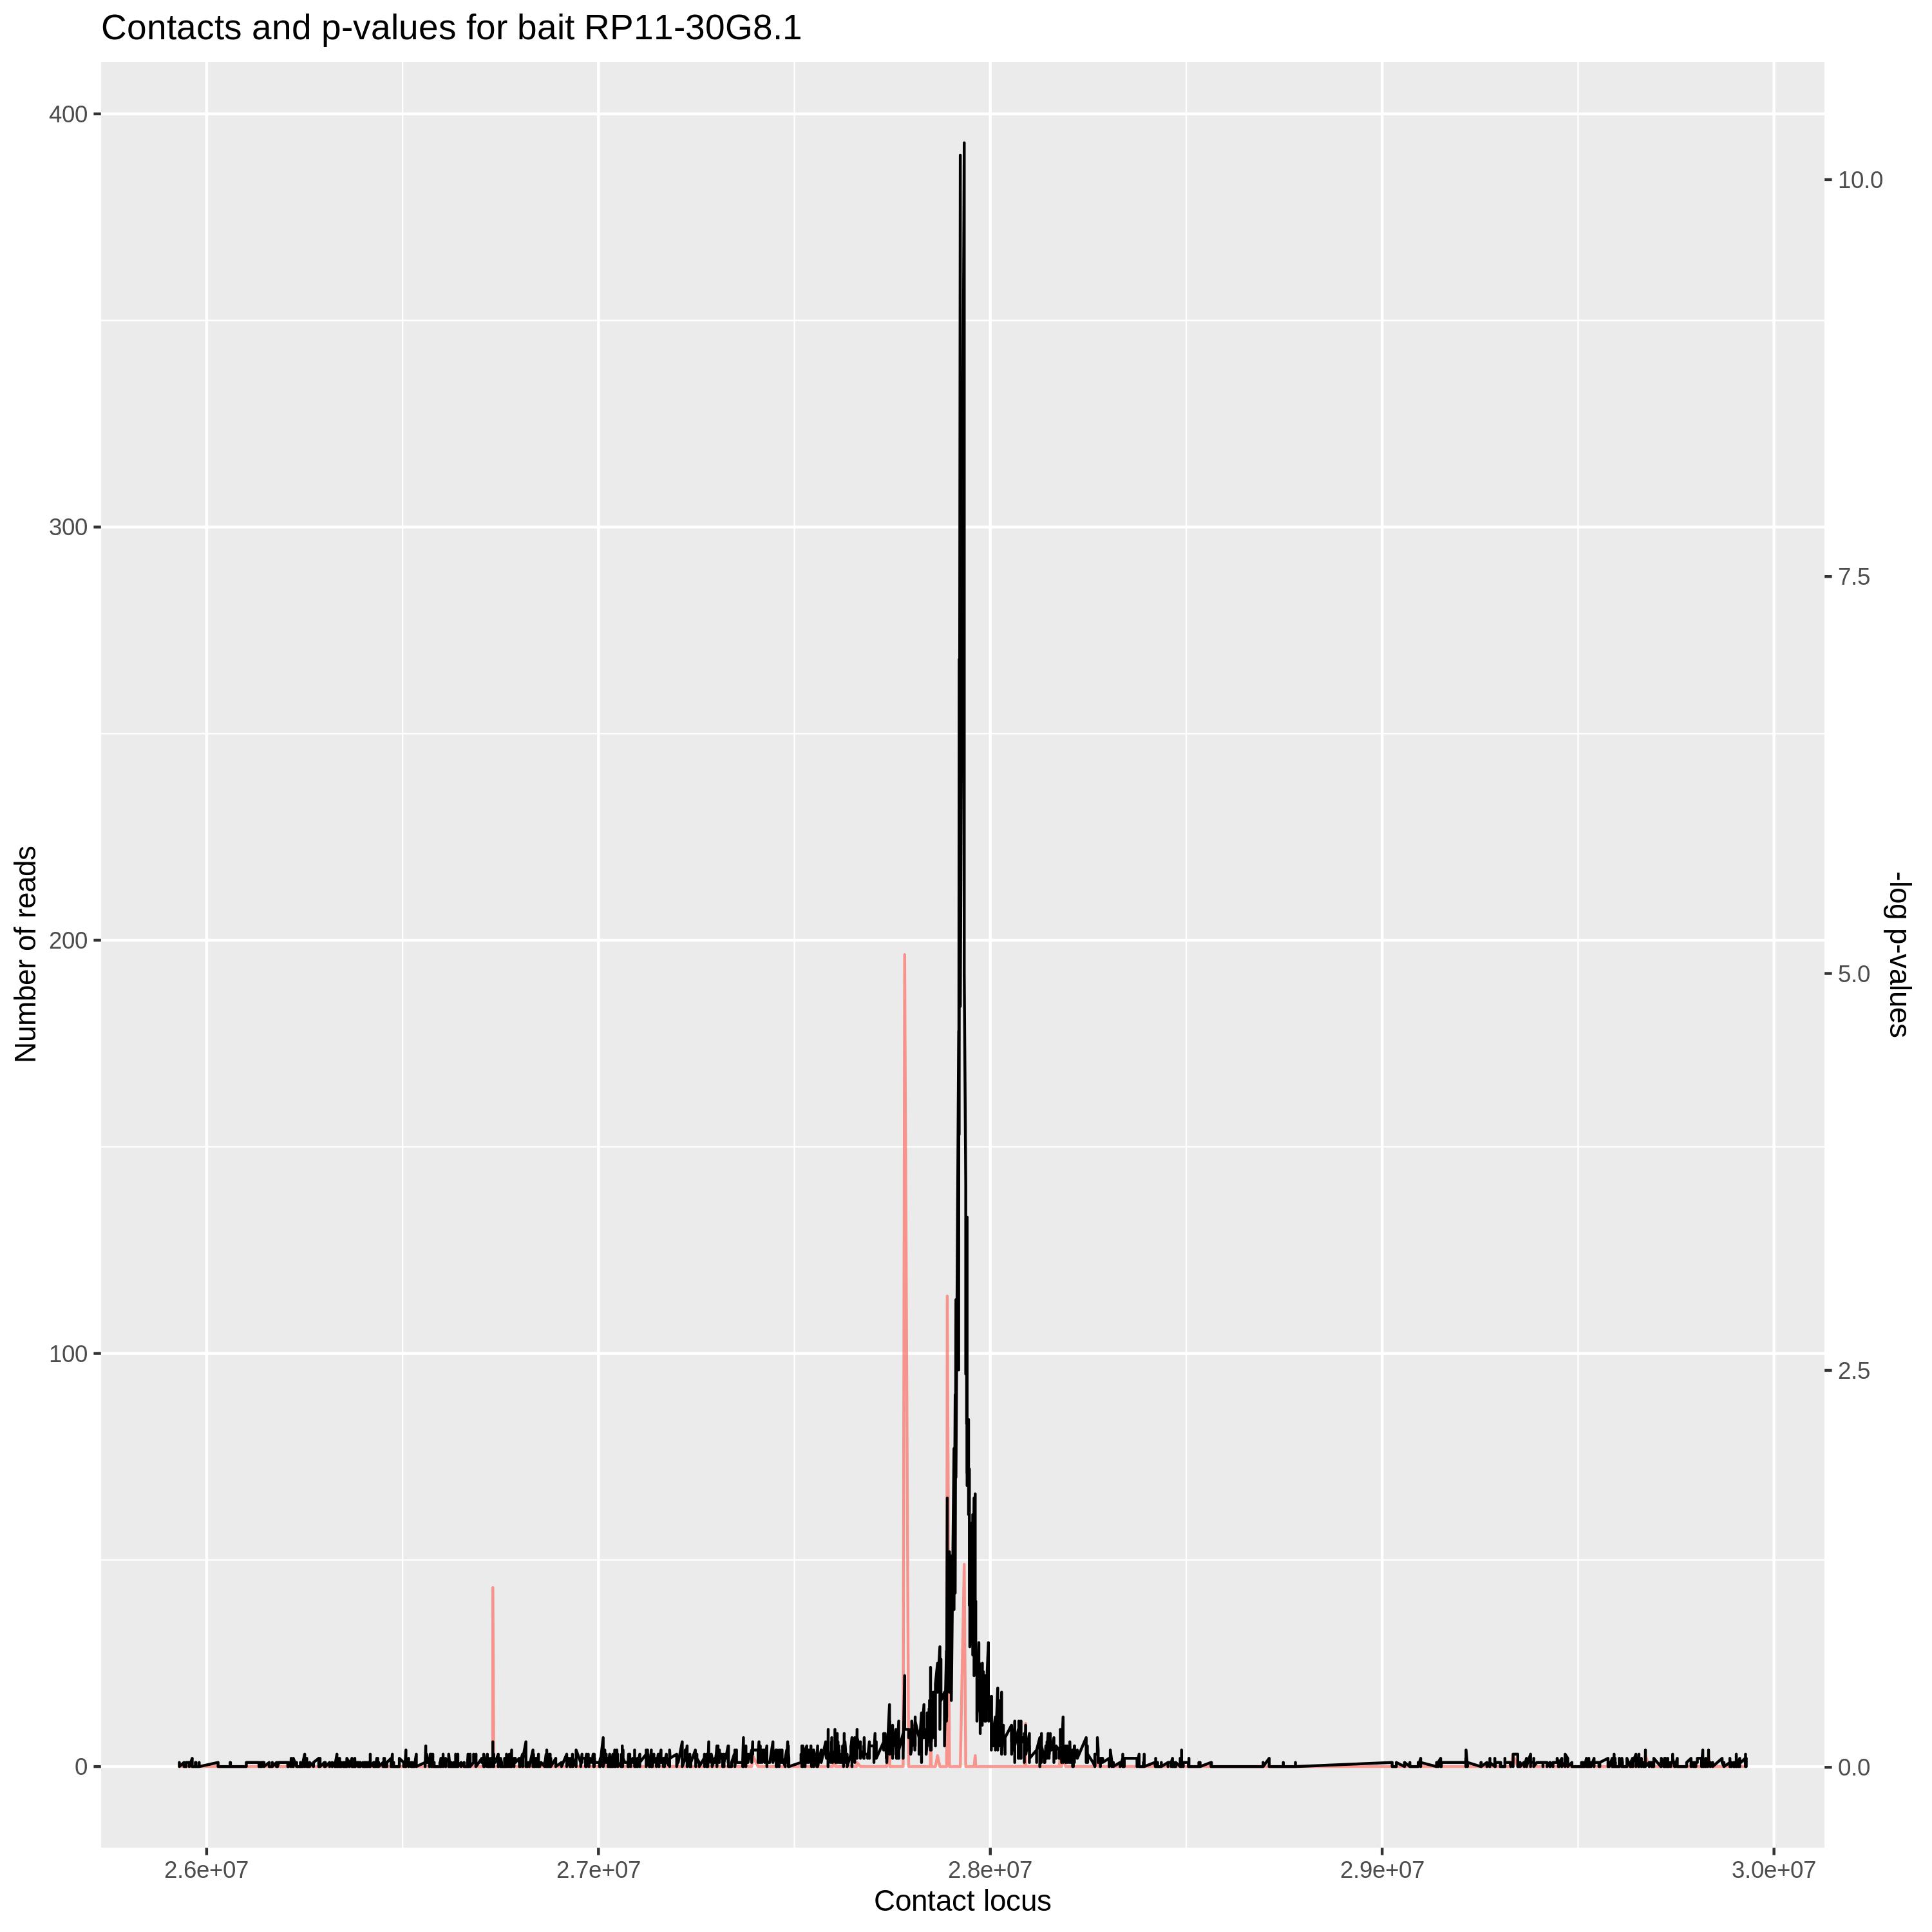 Contacts and p-values for bait RP11-30G8.1
400
300
200
100
0
Number of reads
10.0
7.5
5.0
2.5
0.0
-log p-values
2.6e+07
2.7e+07
2.8e+07
2.9e+07
3.0e+07
Contact locus